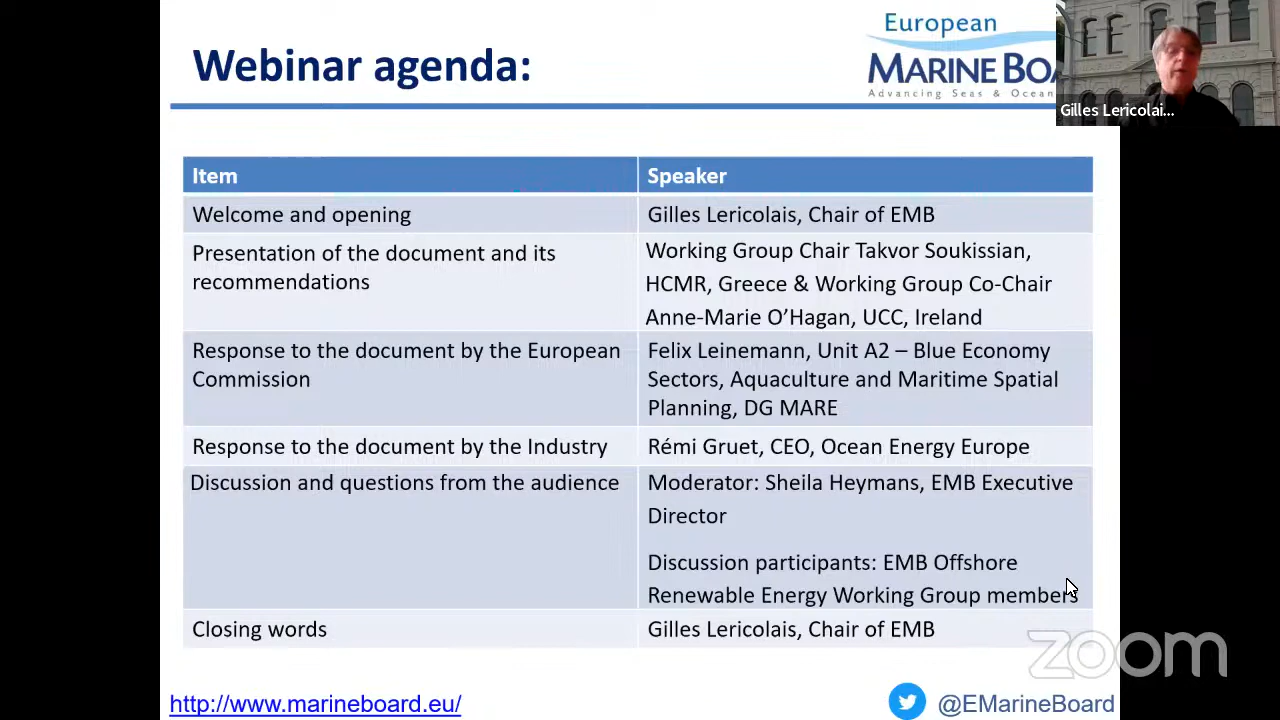 Webinar agenda:
European
MARINE BOA
Advancing Seas & Ocean
Gilles Lericolai...
Item
Speaker
Welcome and opening
Gilles Lericolais, Chair of EMB
Presentation of the document and its
recommendations
Working Group Chair Takvor Soukissian,
HCMR, Greece & Working Group Co-Chair
Anne-Marie O’Hagan, UCC, Ireland
Response to the document by the European
Commission
Felix Leinemann, Unit A2 – Blue Economy
Sectors, Aquaculture and Maritime Spatial
Planning, DG MARE
Response to the document by the Industry
Rémi Gruet, CEO, Ocean Energy Europe
Discussion and questions from the audience
Moderator: Sheila Heymans, EMB Executive
Director
Discussion participants: EMB Offshore
Renewable Energy Working Group members
Closing words
Gilles Lericolais, Chair of EMB
zoom
http://www.marineboard.eu/
@EMarineBoard